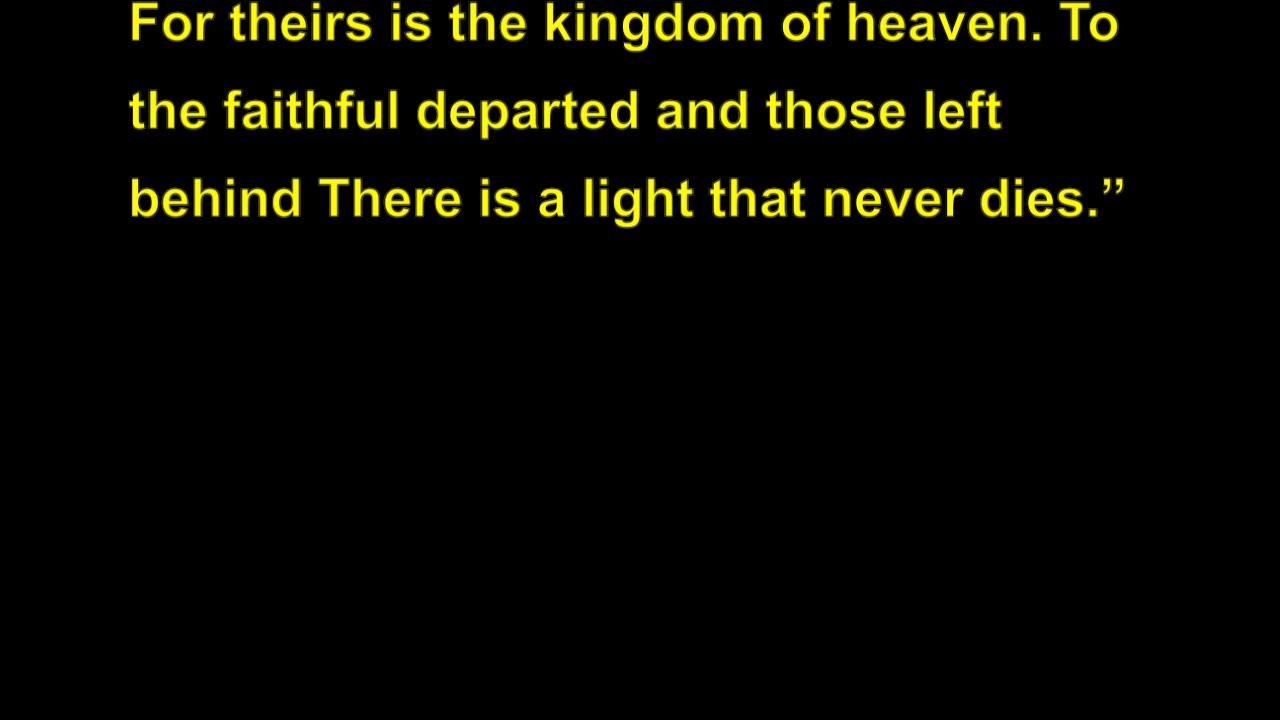 For theirs is the kingdom of heaven. To
the faithful departed and those left
behind There is a light that never dies.”